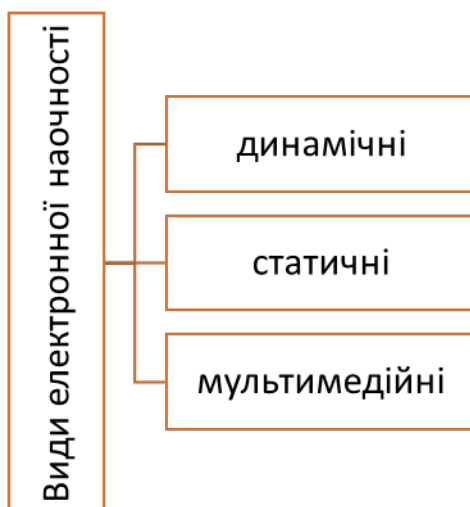 Види електронної наочності
динамічні
статичні
мультимедійні